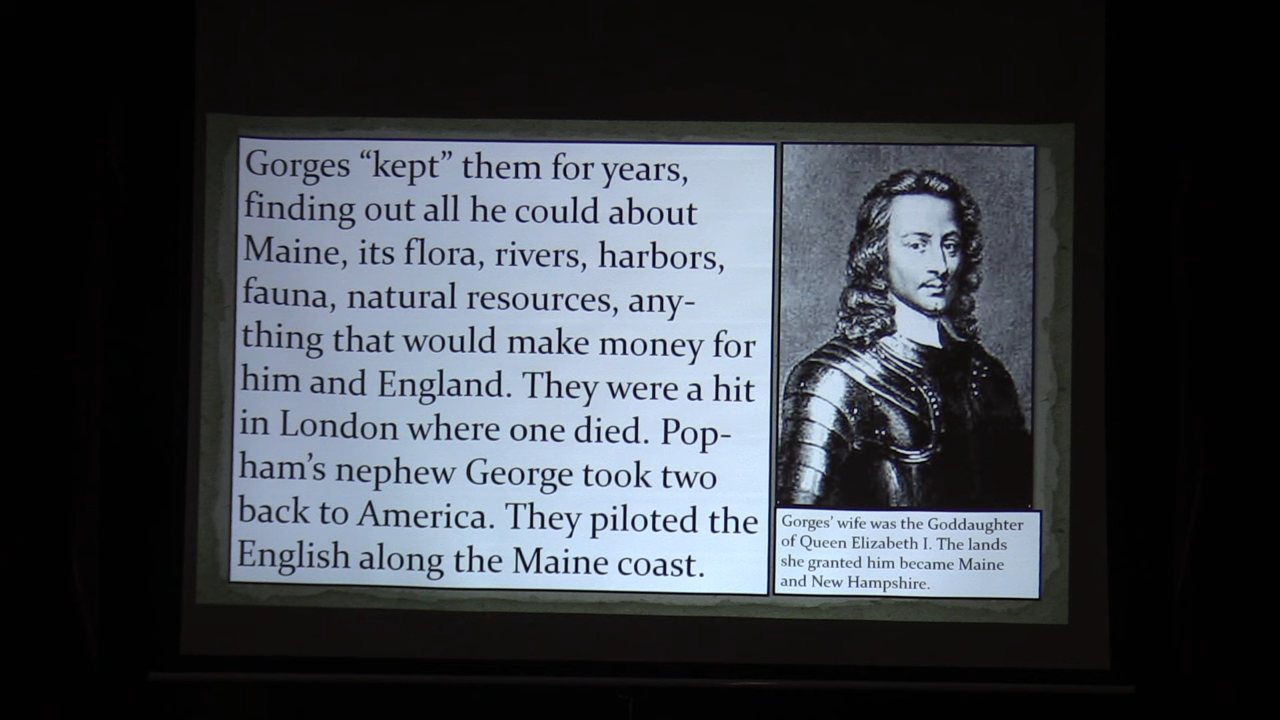 Gorges “kept” them for years,
finding out all he could about
Maine, its flora, rivers, harbors,
fauna, natural resources, any-
thing that would make money for
him and England. They were a hit
in London where one died. Pop-
ham’s nephew George took two
back to America. They piloted the
English along the Maine coast.
Gorges’ wife was the Goddaughter
of Queen Elizabeth I. The lands
she granted him became Maine
and New Hampshire.